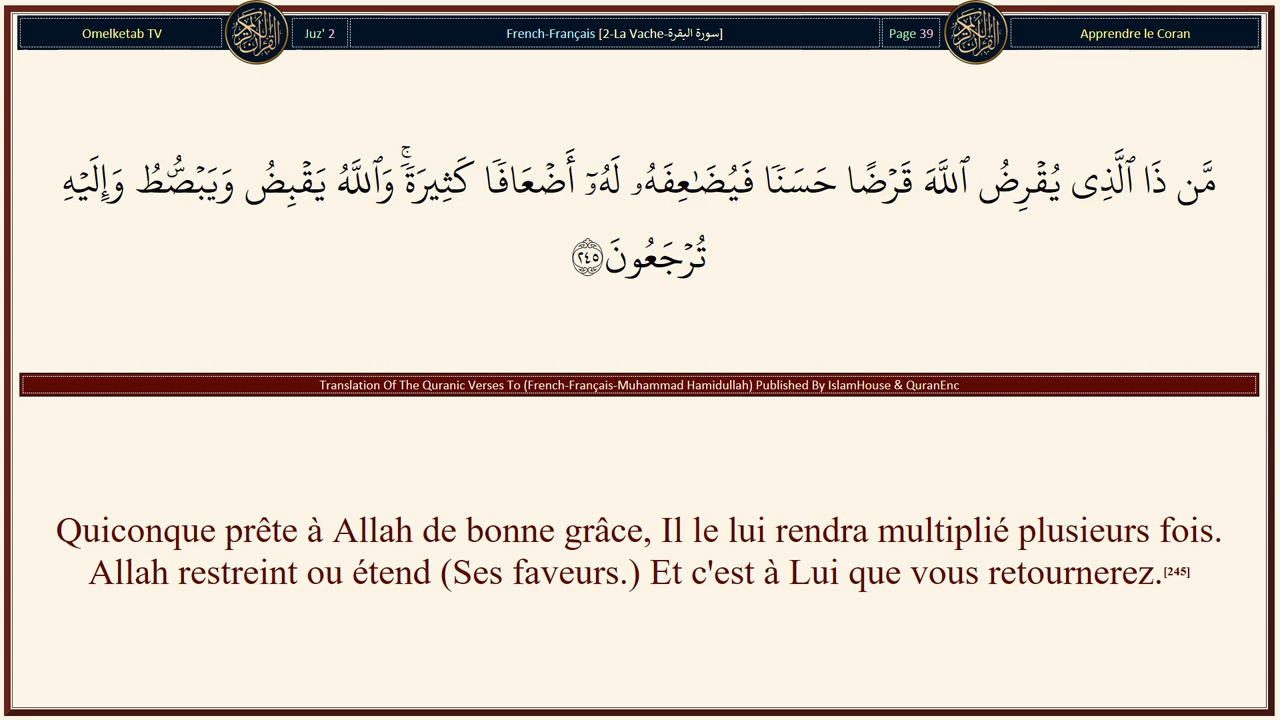 Omelketab TV
Juz' 2
French-Français [2-La Vache-سورة البقرة]
Page 39
Apprendre le Coran
مَّن ذَا ٱلَّذِى يُقۡرِضُ ٱللَّهَ قَرۡضًا حَسَنٗا فَيُضَٰعِفَهُۥ لَهُۥٓ أَضۡعَافٗا كَثِيرَةٗۚ وَٱللَّهُ يَقۡبِضُ وَيَبۡصُۜطُ وَإِلَيۡهِ
تُرۡجَعُونَ ٢٤٥
Translation Of The Quranic Verses To (French-Français-Muhammad Hamidullah) Published By IslamHouse & QuranEnc
Quiconque prête à Allah de bonne grâce, Il le lui rendra multiplié plusieurs fois.
Allah restreint ou étend (Ses faveurs.) Et c'est à Lui que vous retournerez.[245]